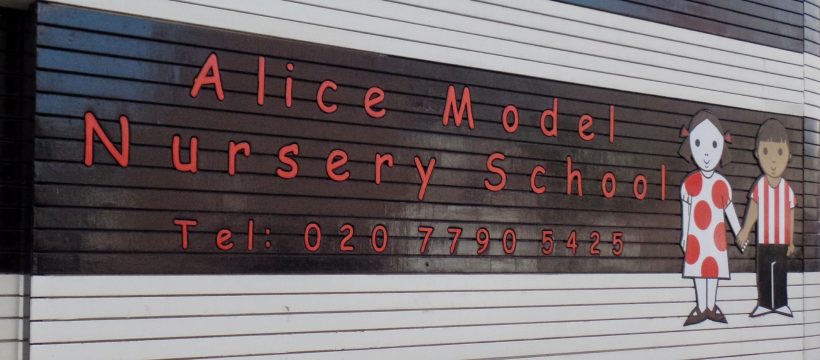 Alice Model
Nursery School
Tel: 020 7790 5425